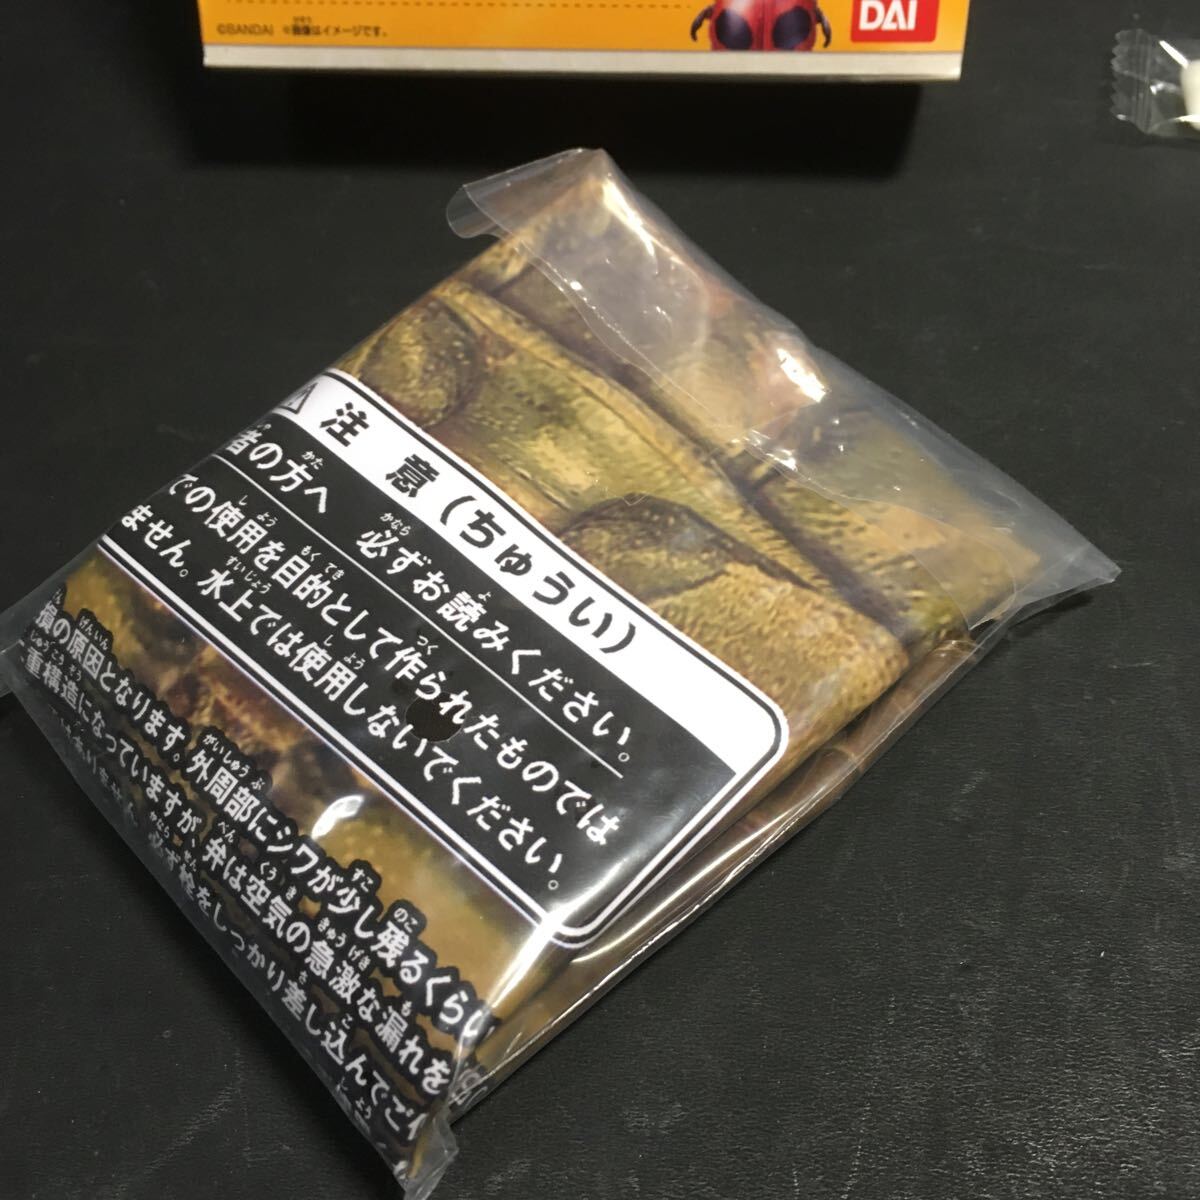 ©BANDAI ※画像はイメージです。
DAI
⚠ 注意(ちゅうい)
者の方へ 必ずお読みください。
での使用を目的として作られたものでは
ません。水上では使用しないでください。
損の原因となります。外周部にシワが少し残るくらい
重構造になっていますが、弁は空気の急激な漏れを
必ず栓をしっかり差し込んでご